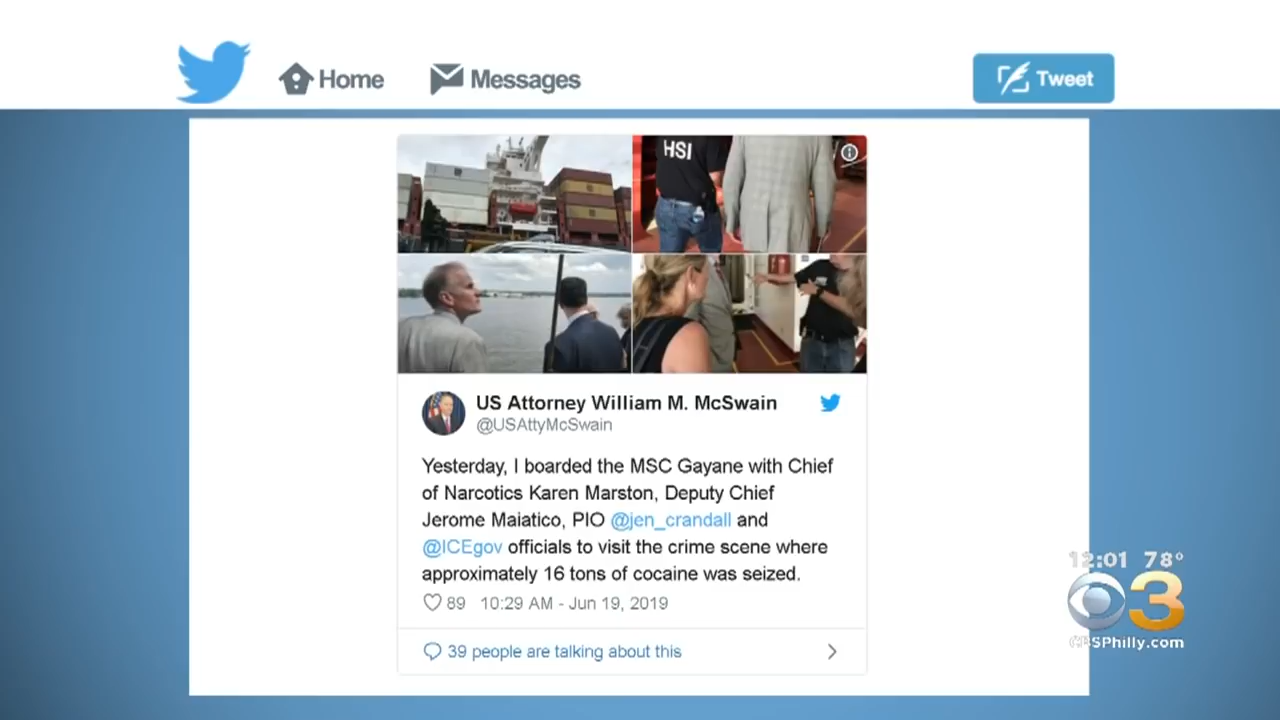 Home
Messages
Tweet
HSI
US Attorney William M. McSwain
@USAttyMcSwain
Yesterday, I boarded the MSC Gayane with Chief
of Narcotics Karen Marston, Deputy Chief
Jerome Maiatico, PIO @jen_crandall and
@ICEgov officials to visit the crime scene where
approximately 16 tons of cocaine was seized.
89 10:29 AM - Jun 19, 2019
39 people are talking about this
12:01 78°
3
CBSPhilly.com